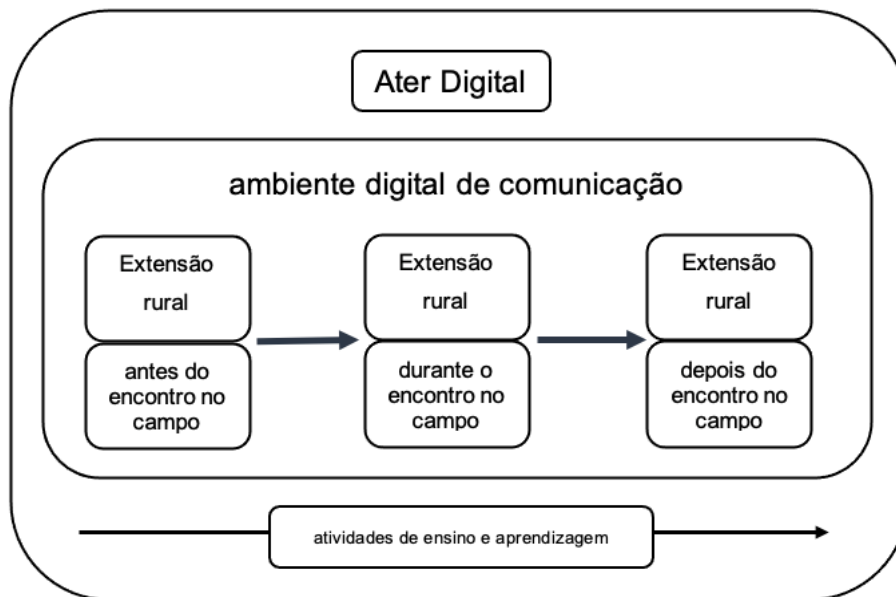 Ater Digital
ambiente digital de comunicação
Extensão
rural
antes do
encontro no
campo
Extensão
rural
durante o
encontro no
campo
Extensão
rural
depois do
encontro no
campo
atividades de ensino e aprendizagem